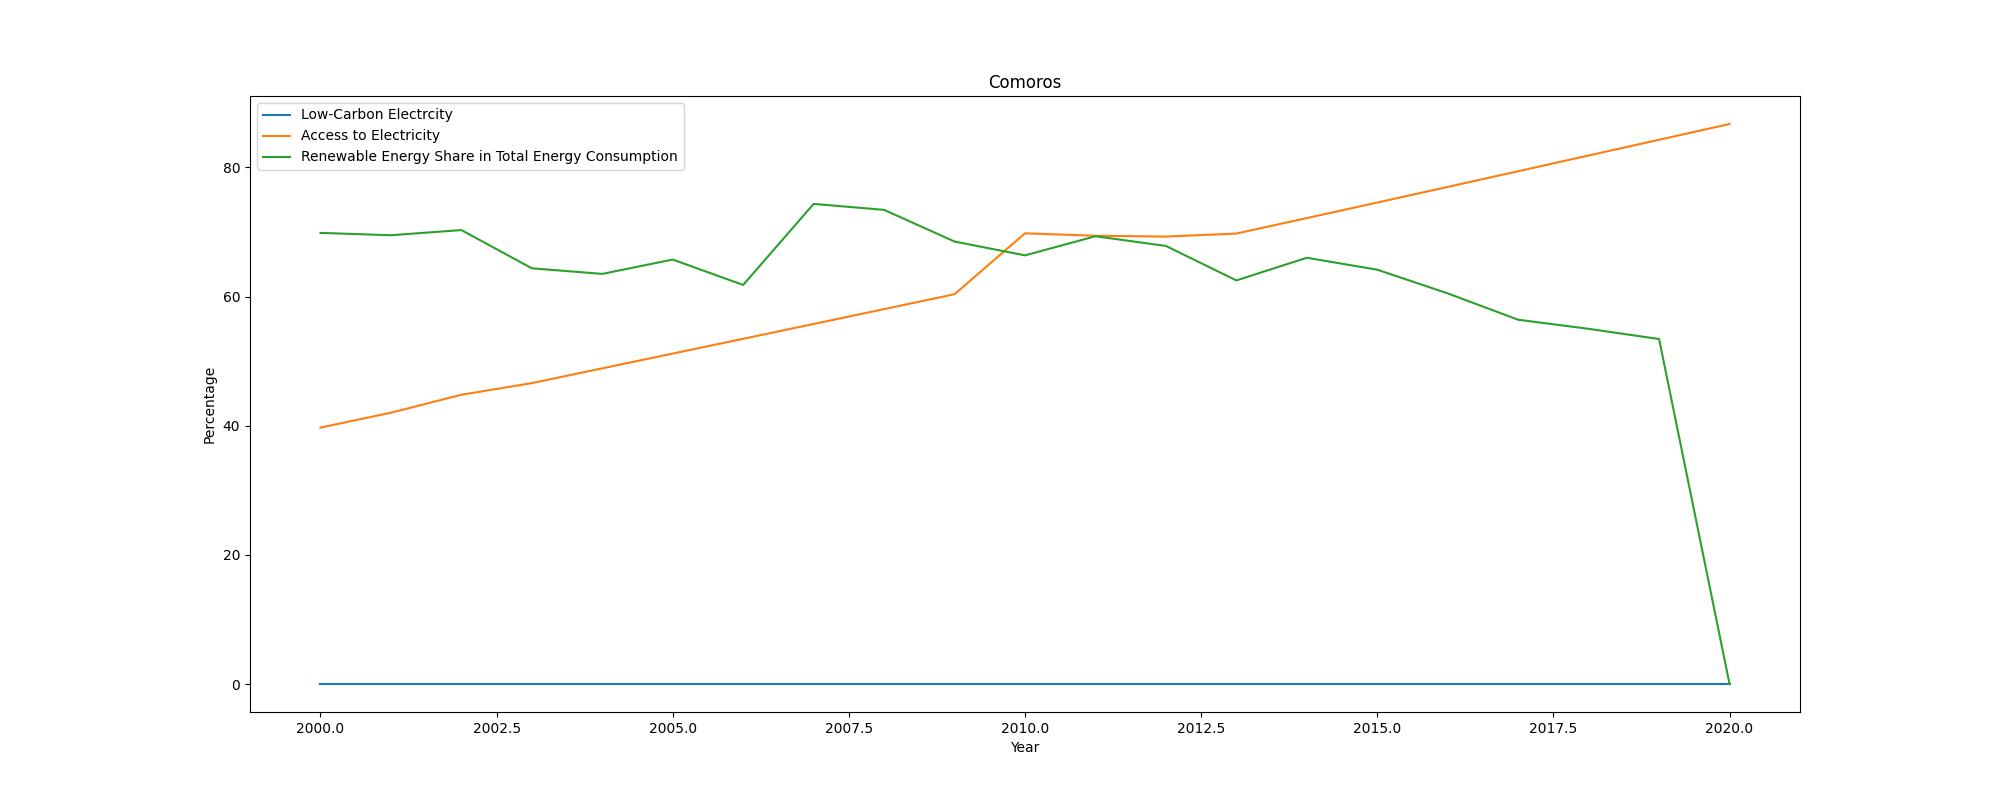 Comoros
Low-Carbon Electrcity
Access to Electricity
Renewable Energy Share in Total Energy Consumption
80
60
40
20
0
Percentage
2000.0 2002.5 2005.0 2007.5 2010.0 2012.5 2015.0 2017.5 2020.0
Year